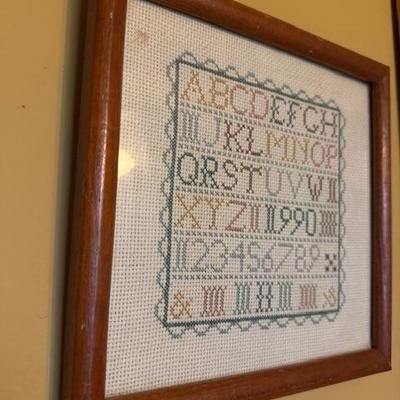 ABCDEFGH
IJKLMNOP
QRSTUVW
XYZ 1990
123456789
& &